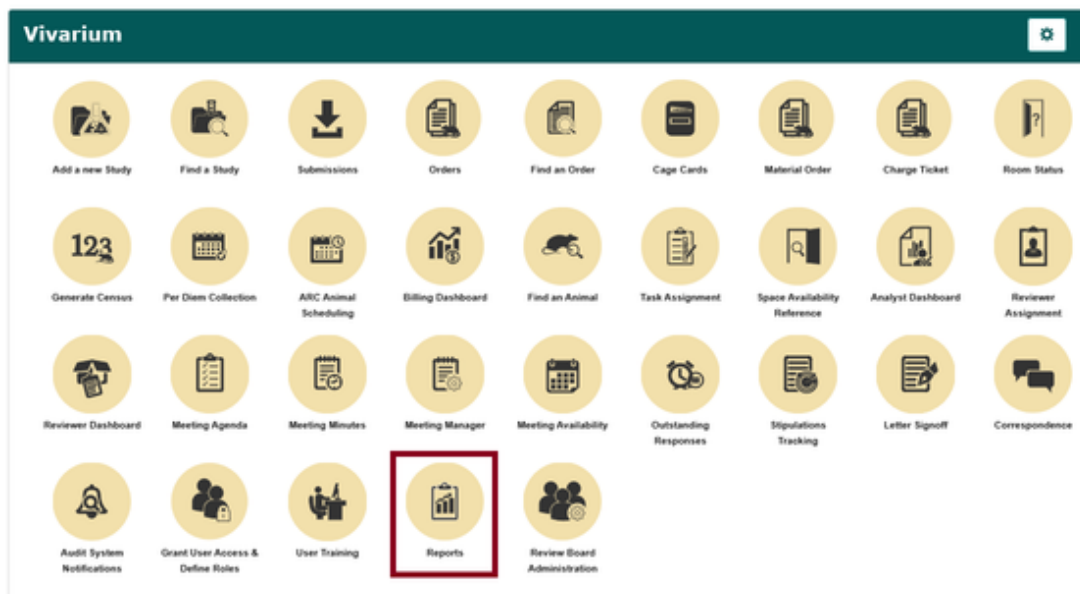 Vivarium
Add a new Study
Find a Study
Submissions
Orders
Find an Order
Cage Cards
Material Order
Charge Ticket
Room Status
?
123
Generate Census
Per Diem Collection
ARC Animal
Scheduling
$
Billing Dashboard
Find an Animal
Task Assignment
Space Availability
Reference
Analyst Dashboard
Reviewer
Assignment
Reviewer Dashboard
Meeting Agenda
Meeting Minutes
Meeting Manager
Meeting Availability
Outstanding
Responses
Stipulations
Tracking
Letter Signoff
Correspondence
Audit System
Notifications
Grant User Access &
Define Roles
User Training
Reports
Review Board
Administration